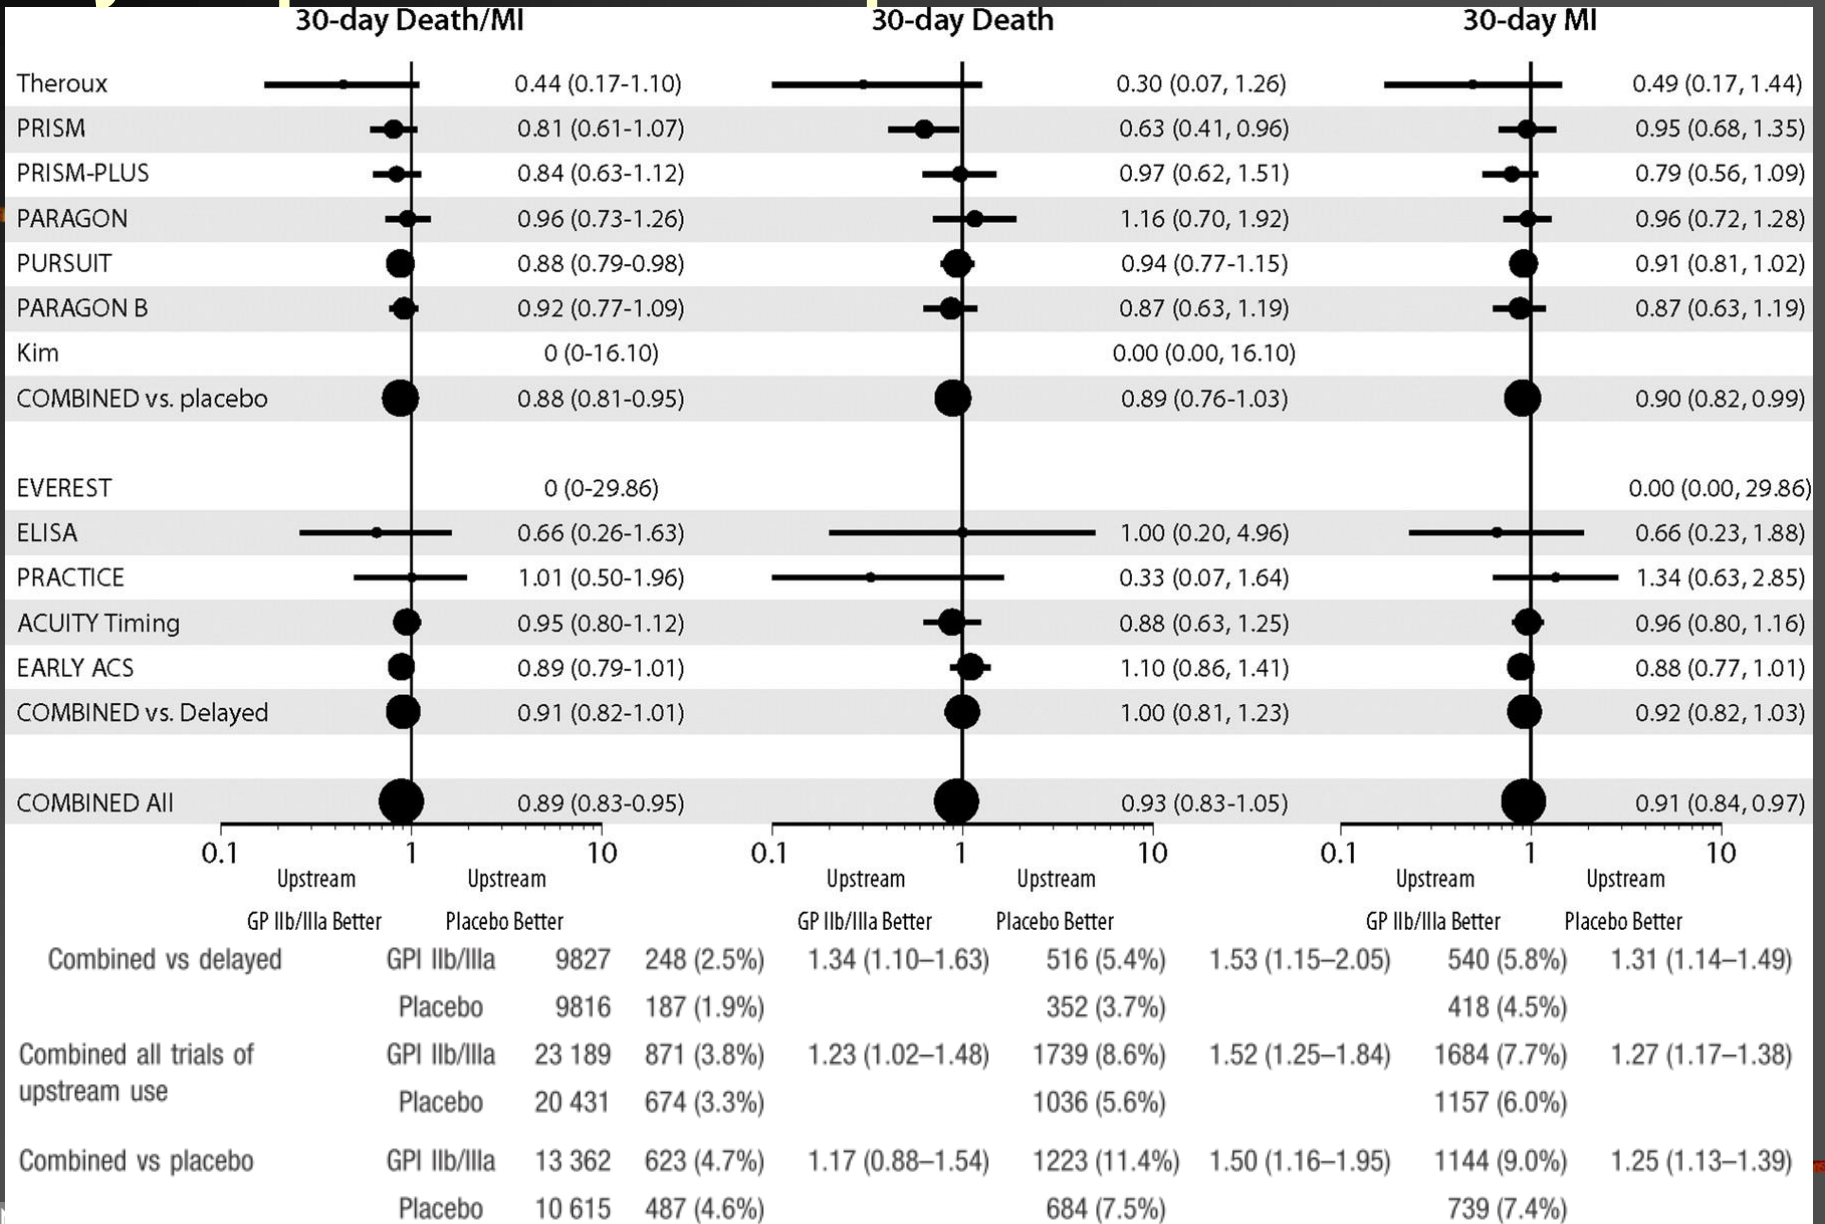 30-day Death/MI 30-day Death 30-day MI
Theroux 0.44 (0.17-1.10) 0.30 (0.07, 1.26) 0.49 (0.17, 1.44)
PRISM 0.81 (0.61-1.07) 0.63 (0.41, 0.96) 0.95 (0.68, 1.35)
PRISM-PLUS 0.84 (0.63-1.12) 0.97 (0.62, 1.51) 0.79 (0.56, 1.09)
PARAGON 0.96 (0.73-1.26) 1.16 (0.70, 1.92) 0.96 (0.72, 1.28)
PURSUIT 0.88 (0.79-0.98) 0.94 (0.77-1.15) 0.91 (0.81, 1.02)
PARAGON B 0.92 (0.77-1.09) 0.87 (0.63, 1.19) 0.87 (0.63, 1.19)
Kim 0 (0-16.10) 0.00 (0.00, 16.10)
COMBINED vs. placebo 0.88 (0.81-0.95) 0.89 (0.76-1.03) 0.90 (0.82, 0.99)
EVEREST 0 (0-29.86) 0.00 (0.00, 29.86)
ELISA 0.66 (0.26-1.63) 1.00 (0.20, 4.96) 0.66 (0.23, 1.88)
PRACTICE 1.01 (0.50-1.96) 0.33 (0.07, 1.64) 1.34 (0.63, 2.85)
ACUITY Timing 0.95 (0.80-1.12) 0.88 (0.63, 1.25) 0.96 (0.80, 1.16)
EARLY ACS 0.89 (0.79-1.01) 1.10 (0.86, 1.41) 0.88 (0.77, 1.01)
COMBINED vs. Delayed 0.91 (0.82-1.01) 1.00 (0.81, 1.23) 0.92 (0.82, 1.03)
COMBINED All 0.89 (0.83-0.95) 0.93 (0.83-1.05) 0.91 (0.84, 0.97)
0.1 1 10 0.1 1 10 0.1 1 10
Upstream Upstream Upstream Upstream Upstream Upstream
GP IIb/IIIa Better Placebo Better GP IIb/IIIa Better Placebo Better GP IIb/IIIa Better Placebo Better
Combined vs delayed GPI IIb/IIIa 9827 248 (2.5%) 1.34 (1.10–1.63) 516 (5.4%) 1.53 (1.15–2.05) 540 (5.8%) 1.31 (1.14–1.49)
Placebo 9816 187 (1.9%) 352 (3.7%) 418 (4.5%)
Combined all trials of GPI IIb/IIIa 23 189 871 (3.8%) 1.23 (1.02–1.48) 1739 (8.6%) 1.52 (1.25–1.84) 1684 (7.7%) 1.27 (1.17–1.38)
upstream use
Placebo 20 431 674 (3.3%) 1036 (5.6%) 1157 (6.0%)
Combined vs placebo GPI IIb/IIIa 13 362 623 (4.7%) 1.17 (0.88–1.54) 1223 (11.4%) 1.50 (1.16–1.95) 1144 (9.0%) 1.25 (1.13–1.39)
Placebo 10 615 487 (4.6%) 684 (7.5%) 739 (7.4%)